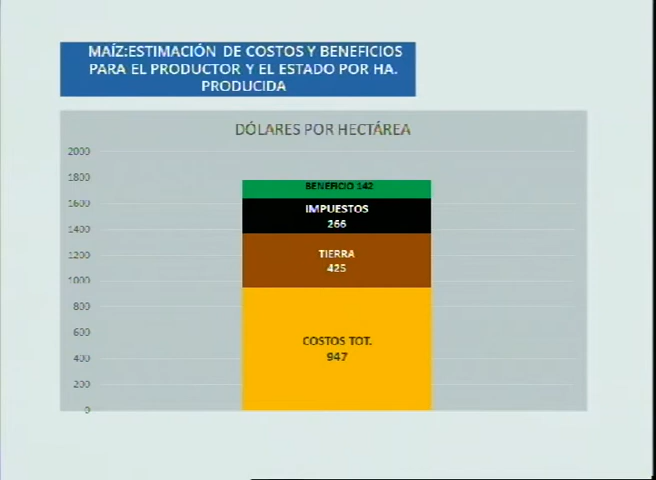 MAÍZ:ESTIMACIÓN DE COSTOS Y BENEFICIOS
PARA EL PRODUCTOR Y EL ESTADO POR HA.
PRODUCIDA
DÓLARES POR HECTÁREA
2000
1800
1600
1400
1200
1000
800
600
400
200
0
BENEFICIO 142
IMPUESTOS
266
TIERRA
425
COSTOS TOT.
947